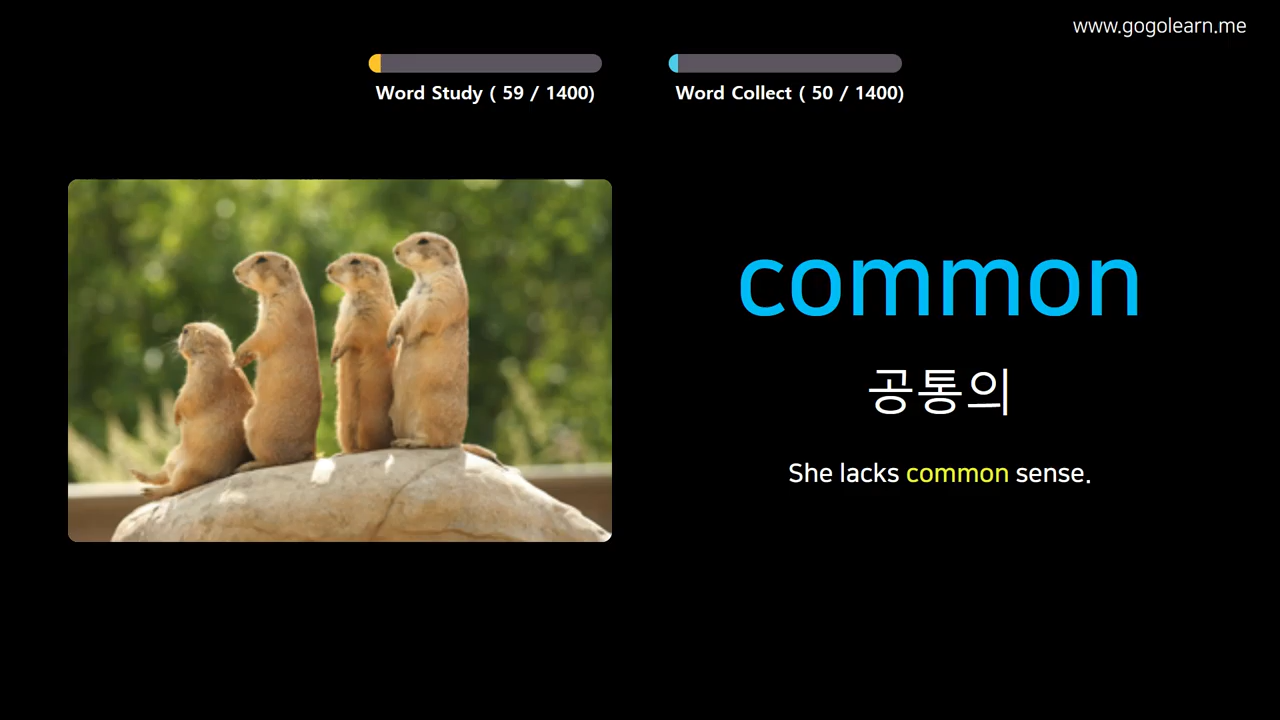 www.gogolearn.me
Word Study ( 59 / 1400)
Word Collect ( 50 / 1400)
common
공통의
She lacks common sense.